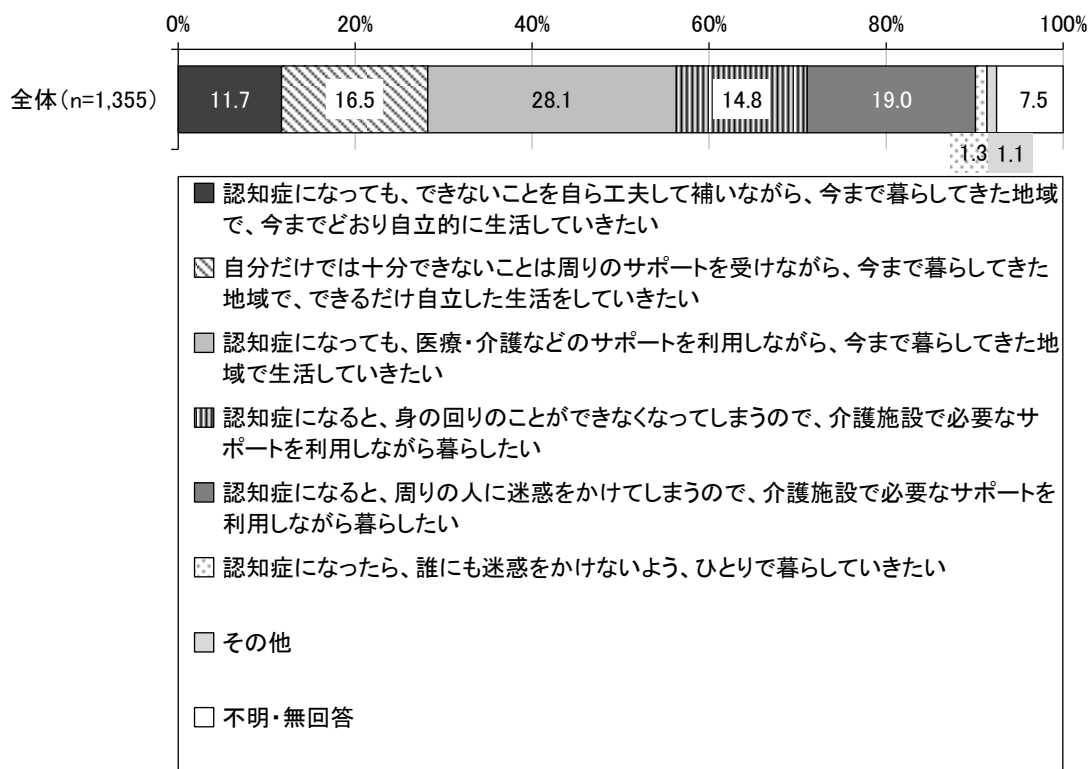 0% 20% 40% 60% 80% 100%
全体(n=1,355) 11.7 16.5 28.1 14.8 19.0 7.5
1.3 1.1
認知症になっても、できないことを自ら工夫して補いながら、今まで暮らしてきた地域
で、今までどおり自立的に生活していきたい
自分だけでは十分できないことは周りのサポートを受けながら、今まで暮らしてきた
地域で、できるだけ自立した生活をしていきたい
認知症になっても、医療・介護などのサポートを利用しながら、今まで暮らしてきた地
域で生活していきたい
認知症になると、身の回りのことができなくなってしまうので、介護施設で必要なサ
ポートを利用しながら暮らしたい
認知症になると、周りの人に迷惑をかけてしまうので、介護施設で必要なサポートを
利用しながら暮らしたい
認知症になったら、誰にも迷惑をかけないよう、ひとりで暮らしていきたい
その他
不明・無回答